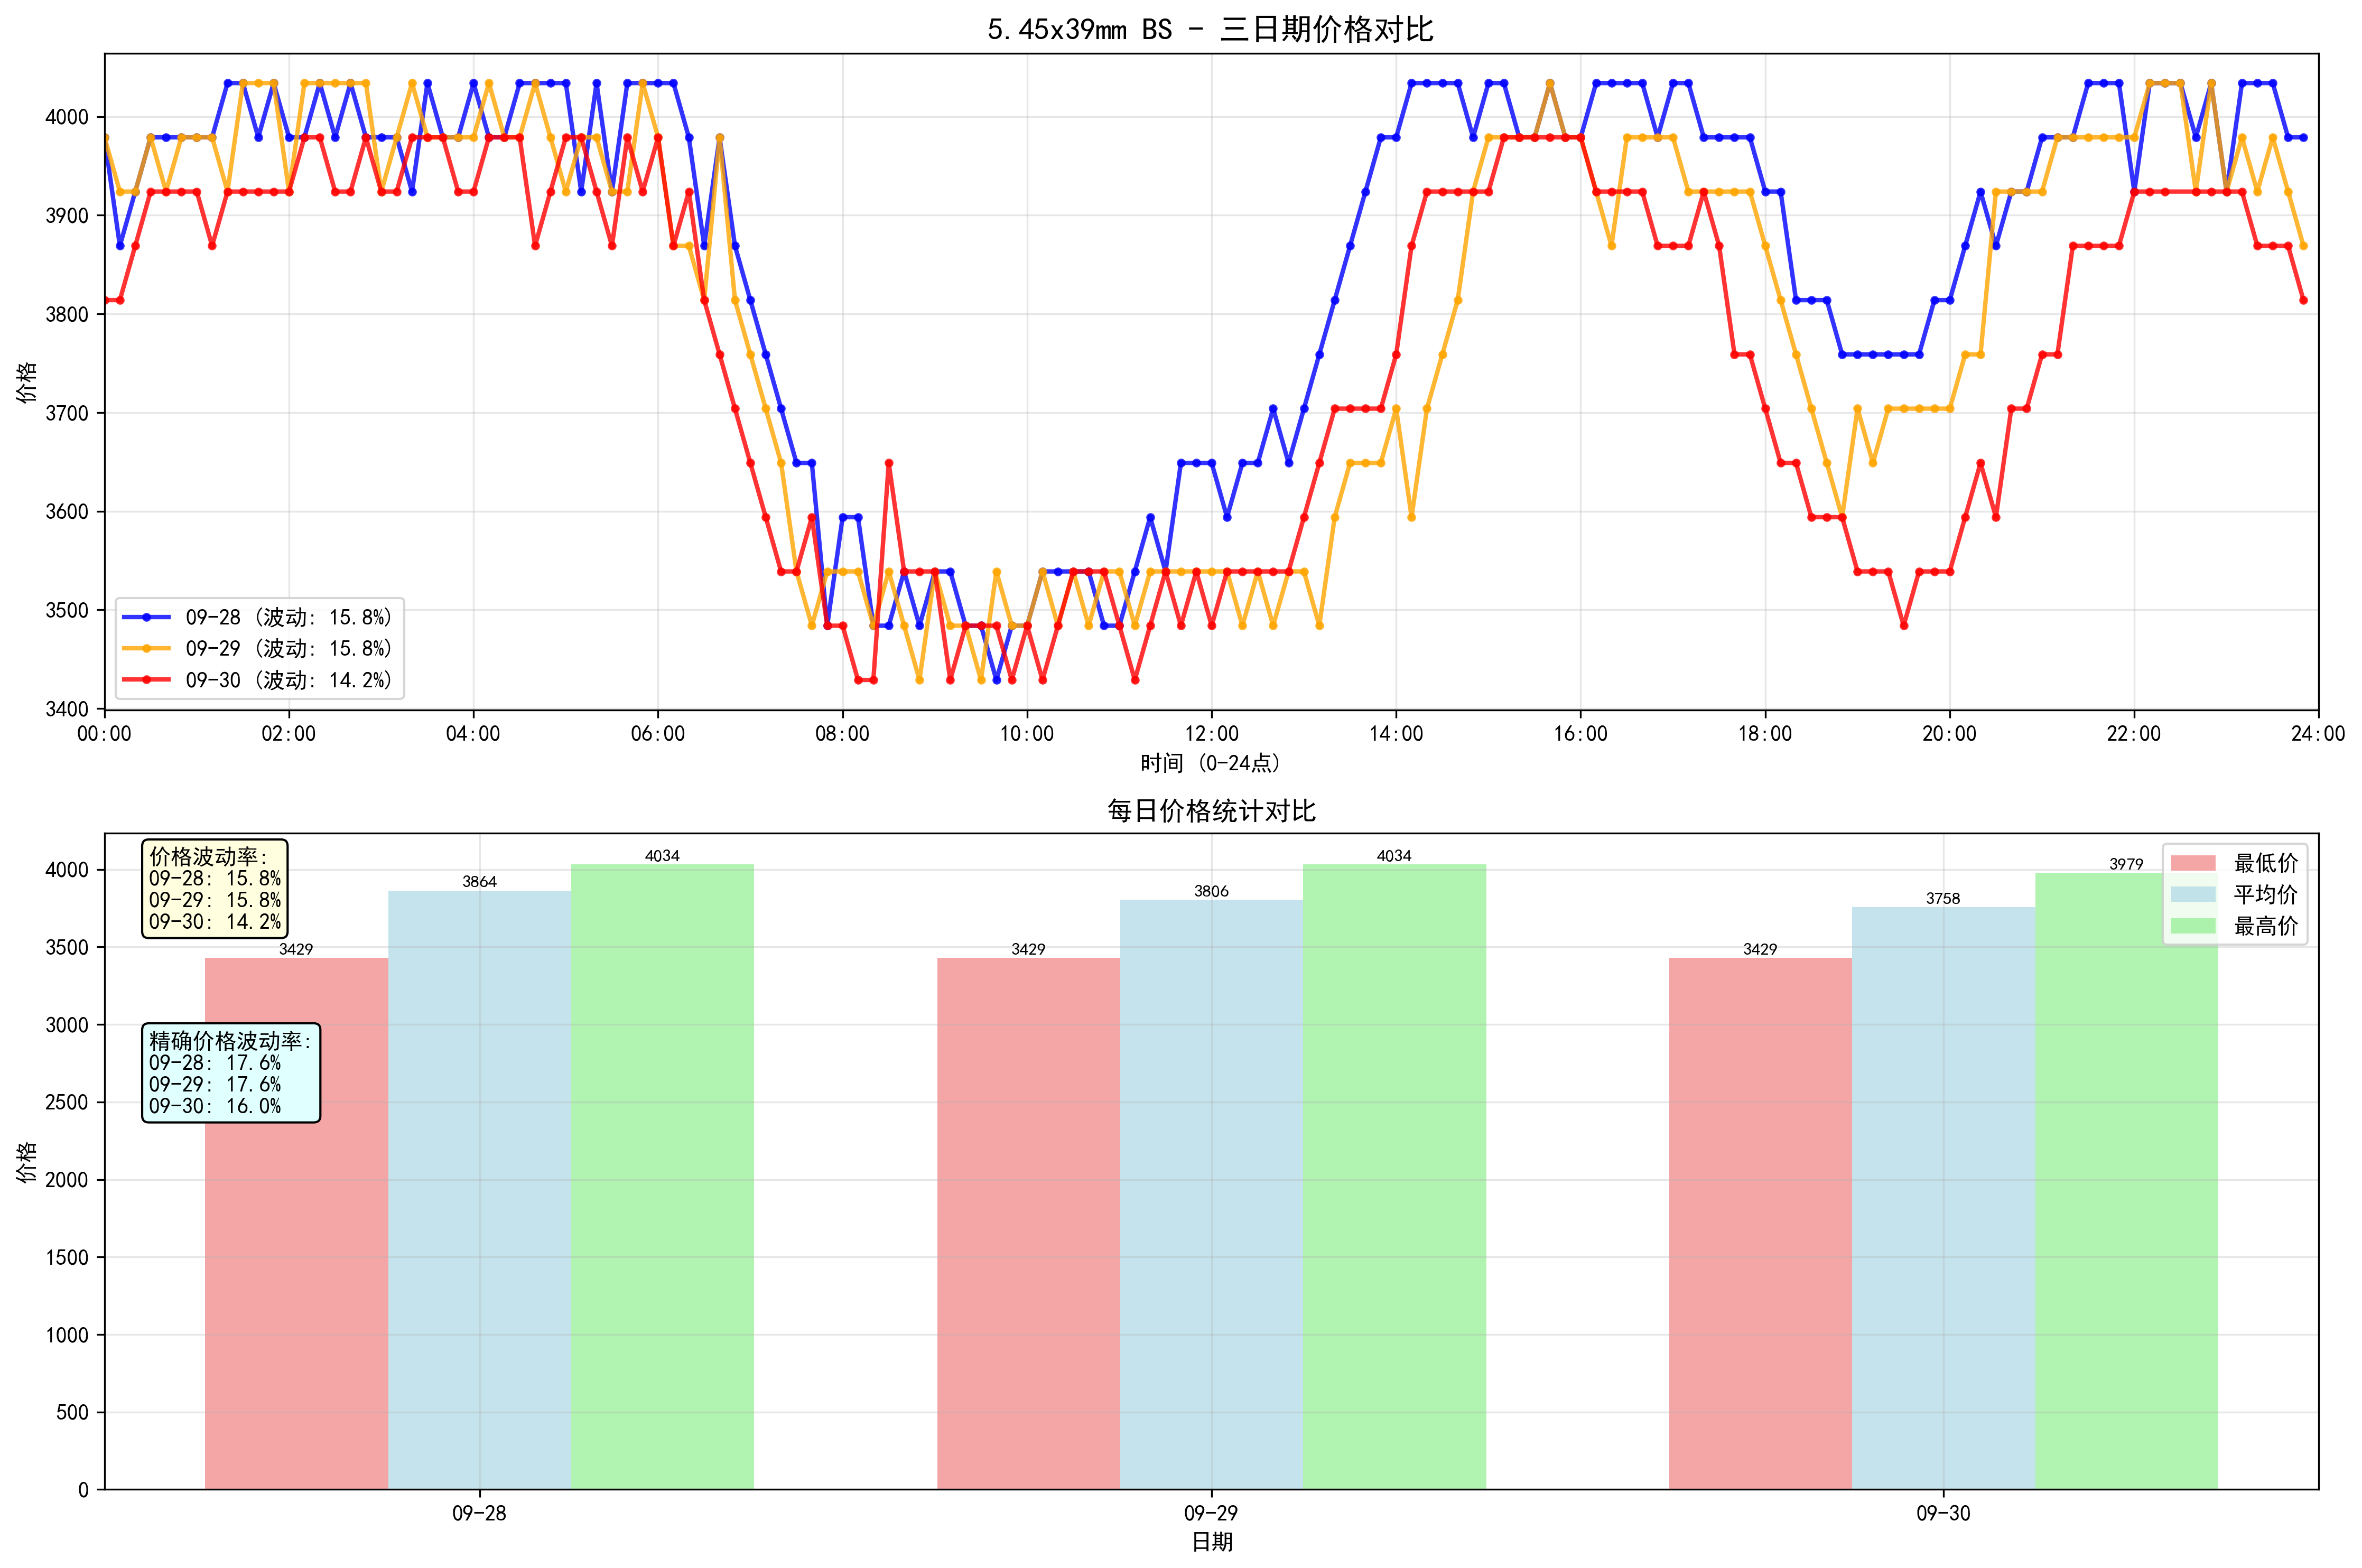 5.45x39mm BS - 三日期价格对比
价格
4000
3900
3800
3700
3600
3500
3400
09-28 (波动: 15.8%)
09-29 (波动: 15.8%)
09-30 (波动: 14.2%)
00:00 02:00 04:00 06:00 08:00 10:00 12:00 14:00 16:00 18:00 20:00 22:00 24:00
时间 (0-24点)
每日价格统计对比
价格
4000
3500
3000
2500
2000
1500
1000
500
0
价格波动率:
09-28: 15.8%
09-29: 15.8%
09-30: 14.2%
精确价格波动率:
09-28: 17.6%
09-29: 17.6%
09-30: 16.0%
3429 3864 4034
3429 3806 4034
3429 3758 3979
最低价
平均价
最高价
09-28 09-29 09-30
日期